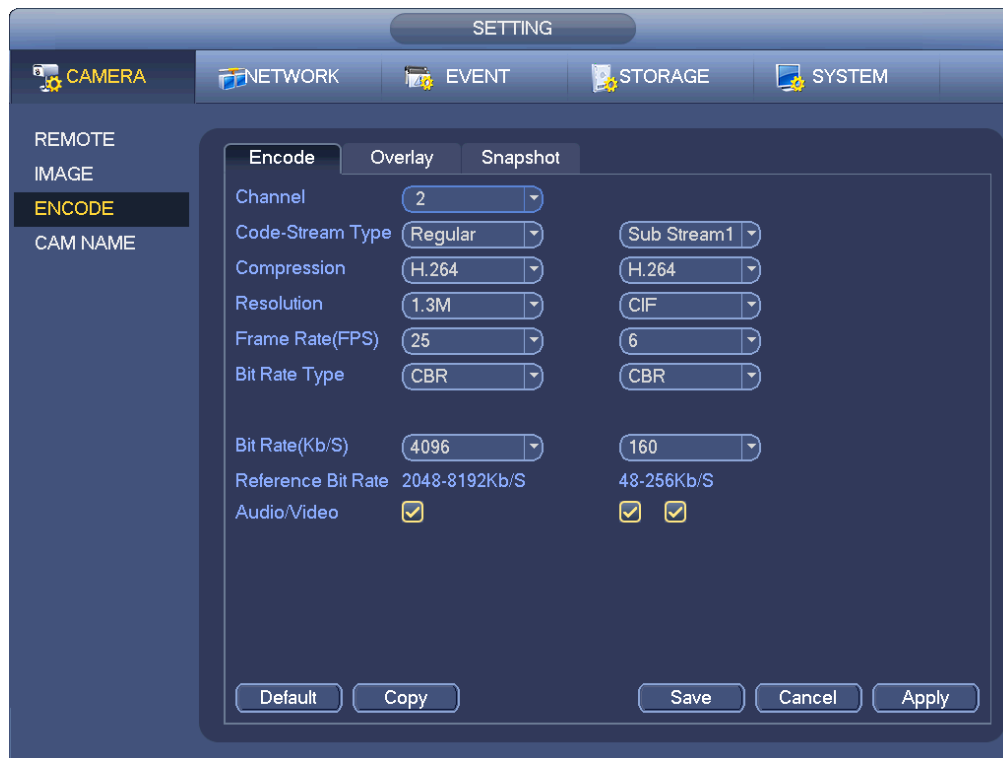 SETTING
CAMERA NETWORK EVENT STORAGE SYSTEM
REMOTE
IMAGE
ENCODE
CAM NAME
Encode Overlay Snapshot
Channel 2
Code-Stream Type Regular Sub Stream1
Compression H.264 H.264
Resolution 1.3M CIF
Frame Rate(FPS) 25 6
Bit Rate Type CBR CBR
Bit Rate(Kb/S) 4096 160
Reference Bit Rate 2048-8192Kb/S 48-256Kb/S
Audio/Video
Default Copy Save Cancel Apply